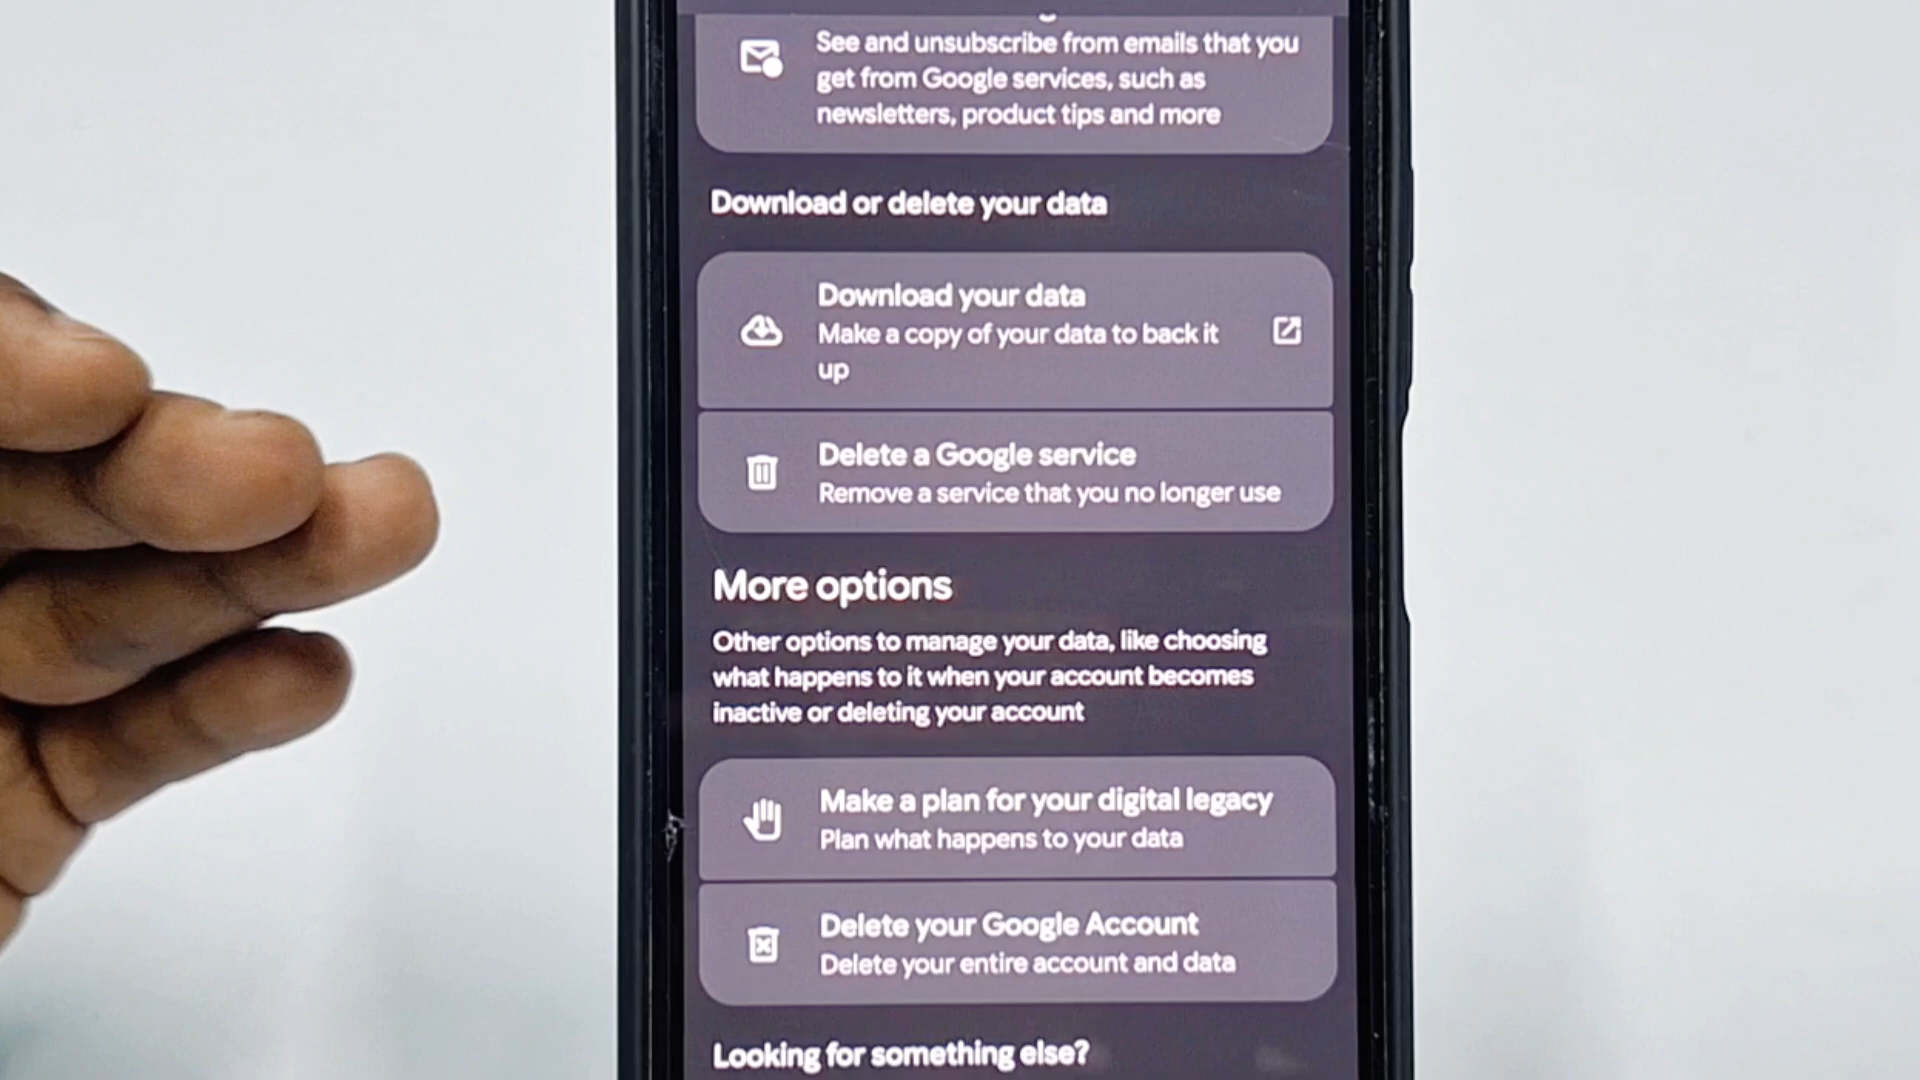 See and unsubscribe from emails that you
get from Google services, such as
newsletters, product tips and more
Download or delete your data
Download your data
Make a copy of your data to back it
up
Delete a Google service
Remove a service that you no longer use
More options
Other options to manage your data, like choosing
what happens to it when your account becomes
inactive or deleting your account
Make a plan for your digital legacy
Plan what happens to your data
Delete your Google Account
Delete your entire account and data
Looking for something else?